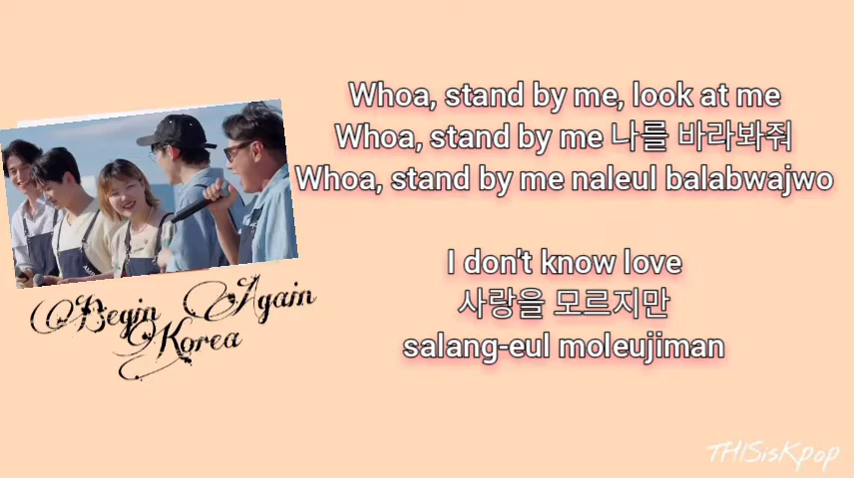 Whoa, stand by me, look at me
Whoa, stand by me 나를 바라봐줘
Whoa, stand by me naleul balabwajwo
I don't know love
사랑을 모르지만
salang-eul moleujiman
Begin Again
Korea
THISisKpop